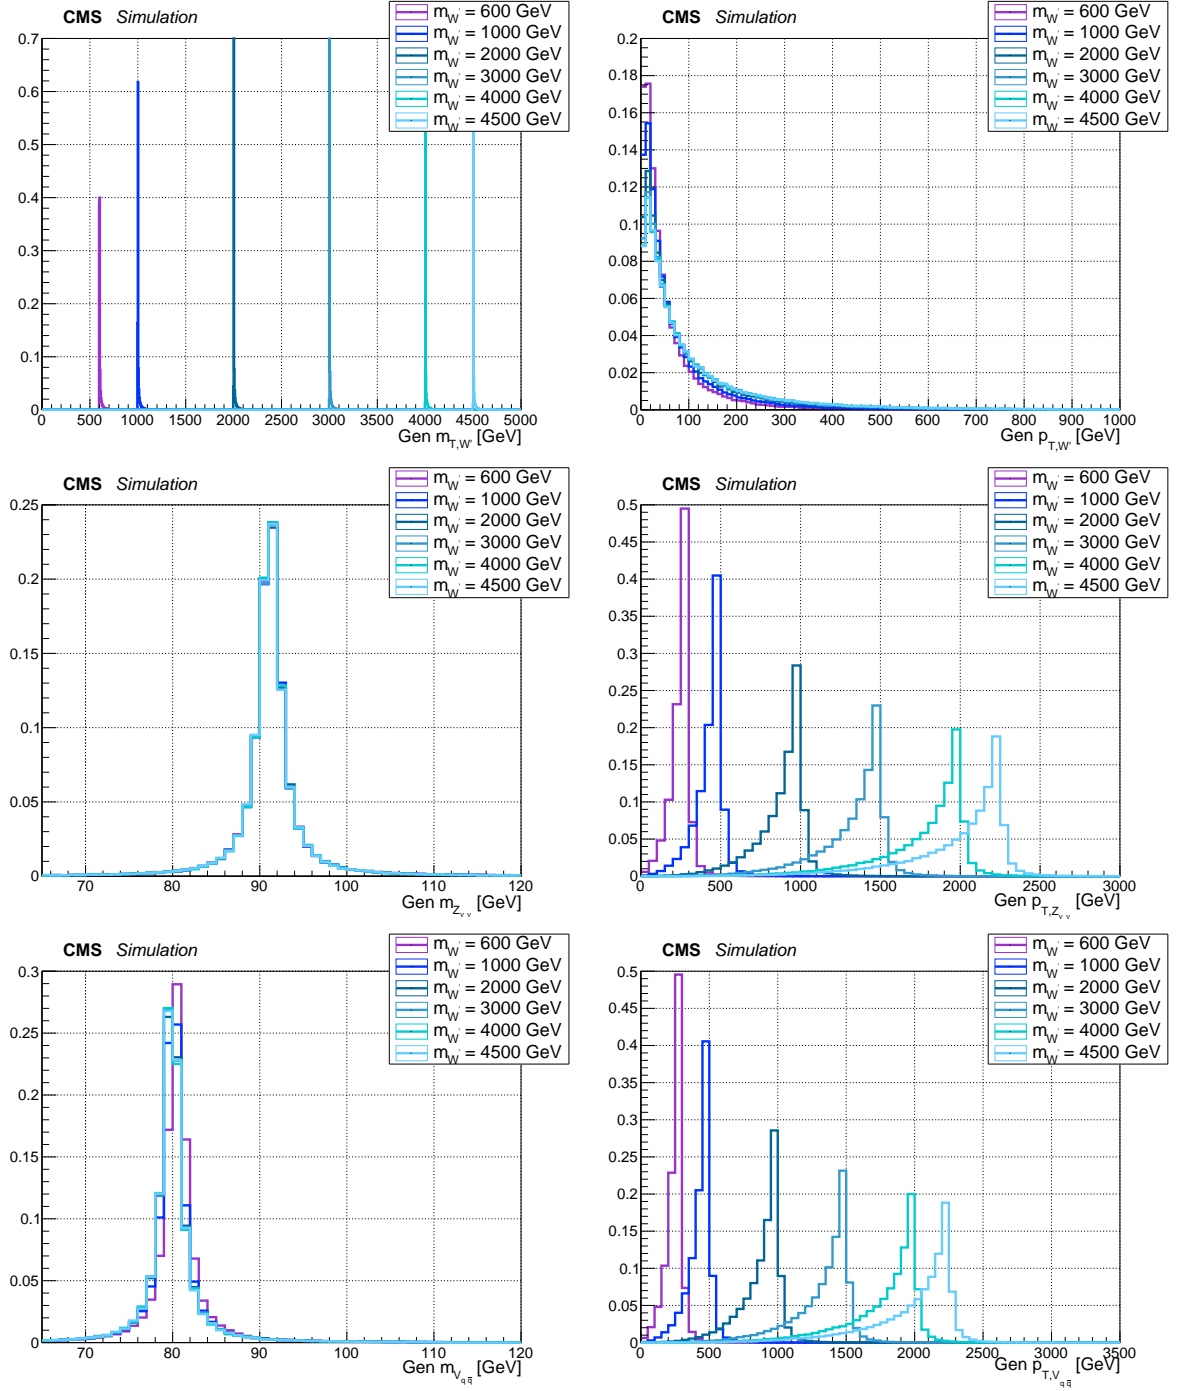 CMS Simulation
m_W' = 600 GeV
m_W' = 1000 GeV
m_W' = 2000 GeV
m_W' = 3000 GeV
m_W' = 4000 GeV
m_W' = 4500 GeV
0.7
0.6
0.5
0.4
0.3
0.2
0.1
0
0 500 1000 1500 2000 2500 3000 3500 4000 4500 5000
Gen m_T,W' [GeV]
CMS Simulation
m_W' = 600 GeV
m_W' = 1000 GeV
m_W' = 2000 GeV
m_W' = 3000 GeV
m_W' = 4000 GeV
m_W' = 4500 GeV
0.2
0.18
0.16
0.14
0.12
0.1
0.08
0.06
0.04
0.02
0
0 100 200 300 400 500 600 700 800 900 1000
Gen p_T,W' [GeV]
CMS Simulation
m_W' = 600 GeV
m_W' = 1000 GeV
m_W' = 2000 GeV
m_W' = 3000 GeV
m_W' = 4000 GeV
m_W' = 4500 GeV
0.25
0.2
0.15
0.1
0.05
0
70 80 90 100 110 120
Gen m_Z_νν [GeV]
CMS Simulation
m_W' = 600 GeV
m_W' = 1000 GeV
m_W' = 2000 GeV
m_W' = 3000 GeV
m_W' = 4000 GeV
m_W' = 4500 GeV
0.5
0.45
0.4
0.35
0.3
0.25
0.2
0.15
0.1
0.05
0
0 500 1000 1500 2000 2500 3000
Gen p_T,Z_νν [GeV]
CMS Simulation
m_W' = 600 GeV
m_W' = 1000 GeV
m_W' = 2000 GeV
m_W' = 3000 GeV
m_W' = 4000 GeV
m_W' = 4500 GeV
0.3
0.25
0.2
0.15
0.1
0.05
0
70 80 90 100 110 120
Gen m_V_qq̄ [GeV]
CMS Simulation
m_W' = 600 GeV
m_W' = 1000 GeV
m_W' = 2000 GeV
m_W' = 3000 GeV
m_W' = 4000 GeV
m_W' = 4500 GeV
0.5
0.45
0.4
0.35
0.3
0.25
0.2
0.15
0.1
0.05
0
0 500 1000 1500 2000 2500 3000 3500
Gen p_T,V_qq̄ [GeV]